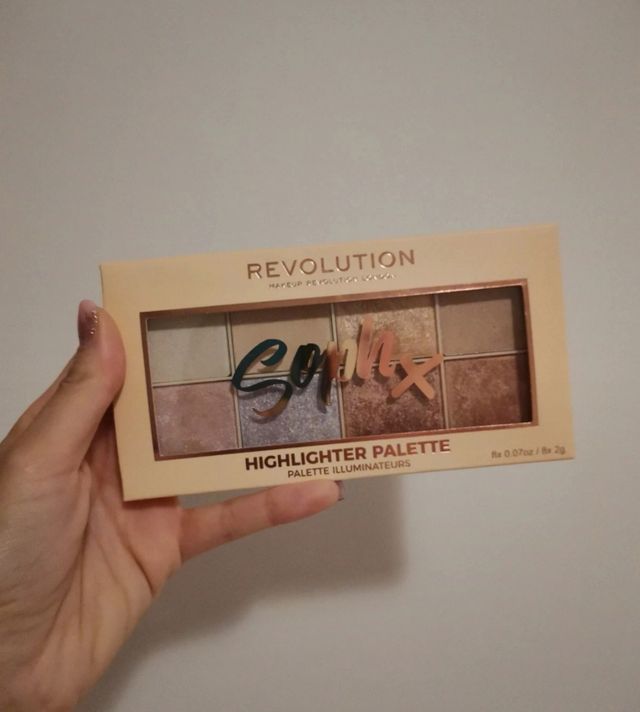 REVOLUTION
MAKEUP REVOLUTION LONDON
Soph x
HIGHLIGHTER PALETTE
PALETTE ILLUMINATEURS
8x 0.07oz / 8x 2g